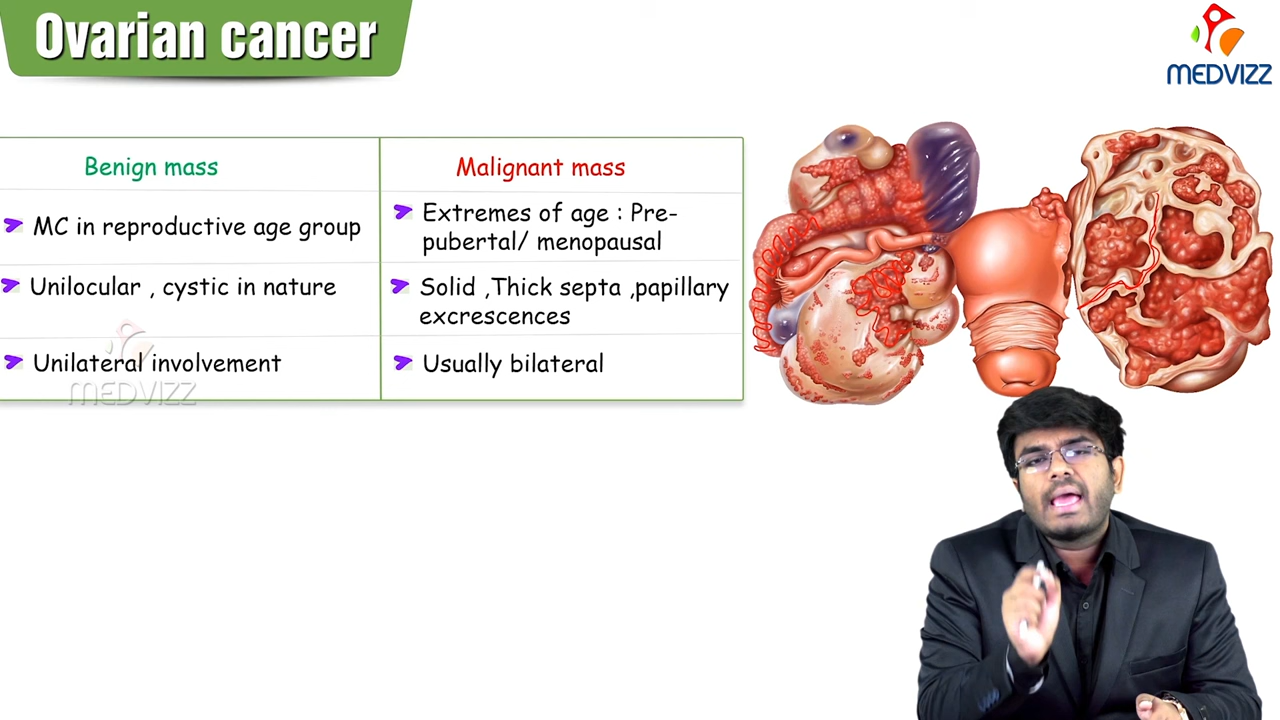 Ovarian cancer
MEDVIZZ
Benign mass
Malignant mass
MC in reproductive age group
Extremes of age : Pre-
pubertal/ menopausal
Unilocular , cystic in nature
Solid ,Thick septa ,papillary
excrescences
Unilateral involvement
Usually bilateral
MEDVIZZ